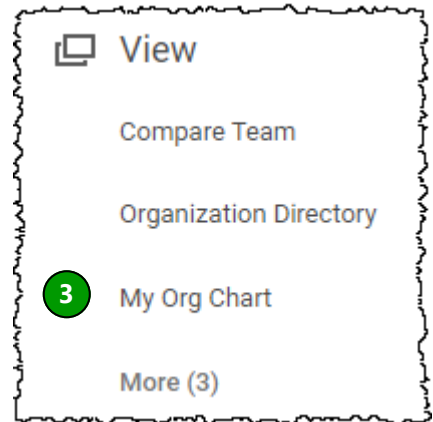 View
Compare Team
Organization Directory
3 My Org Chart
More (3)